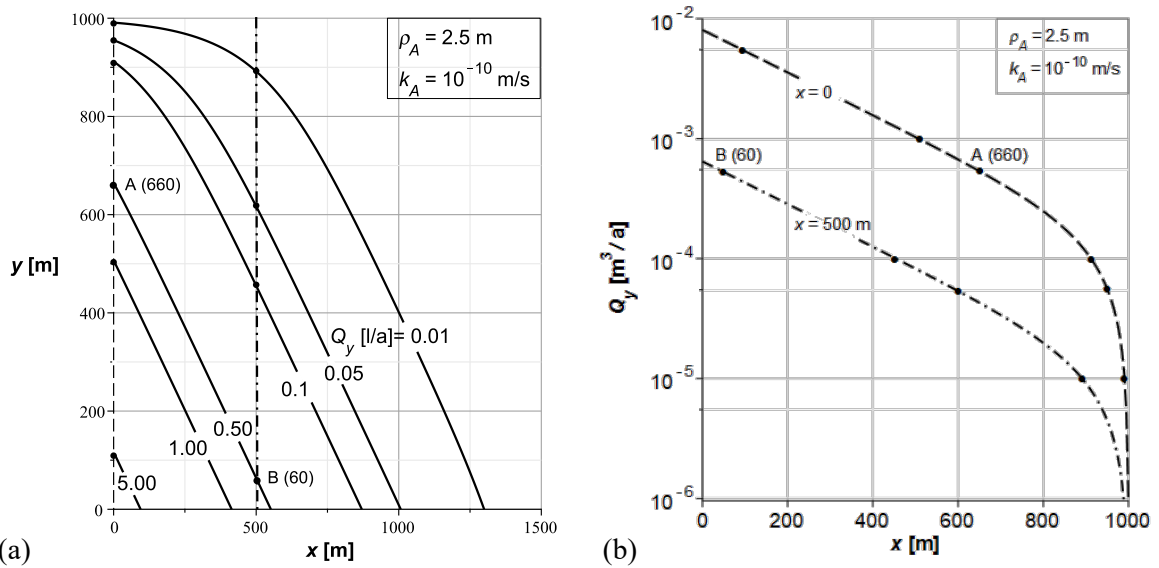 1000
800
600
400
200
0
y [m]
0
500
1000
1500
x [m]
ρA = 2.5 m
kA = 10⁻¹⁰ m/s
A (660)
Qy [l/a]= 0.01
0.05
0.1
0.50
1.00
B (60)
5.00
(a)
10⁻²
10⁻³
10⁻⁴
10⁻⁵
10⁻⁶
Qy [m³ / a]
0
200
400
600
800
1000
x [m]
ρA = 2.5 m
kA = 10⁻¹⁰ m/s
x = 0
B (60)
A (660)
x = 500 m
(b)